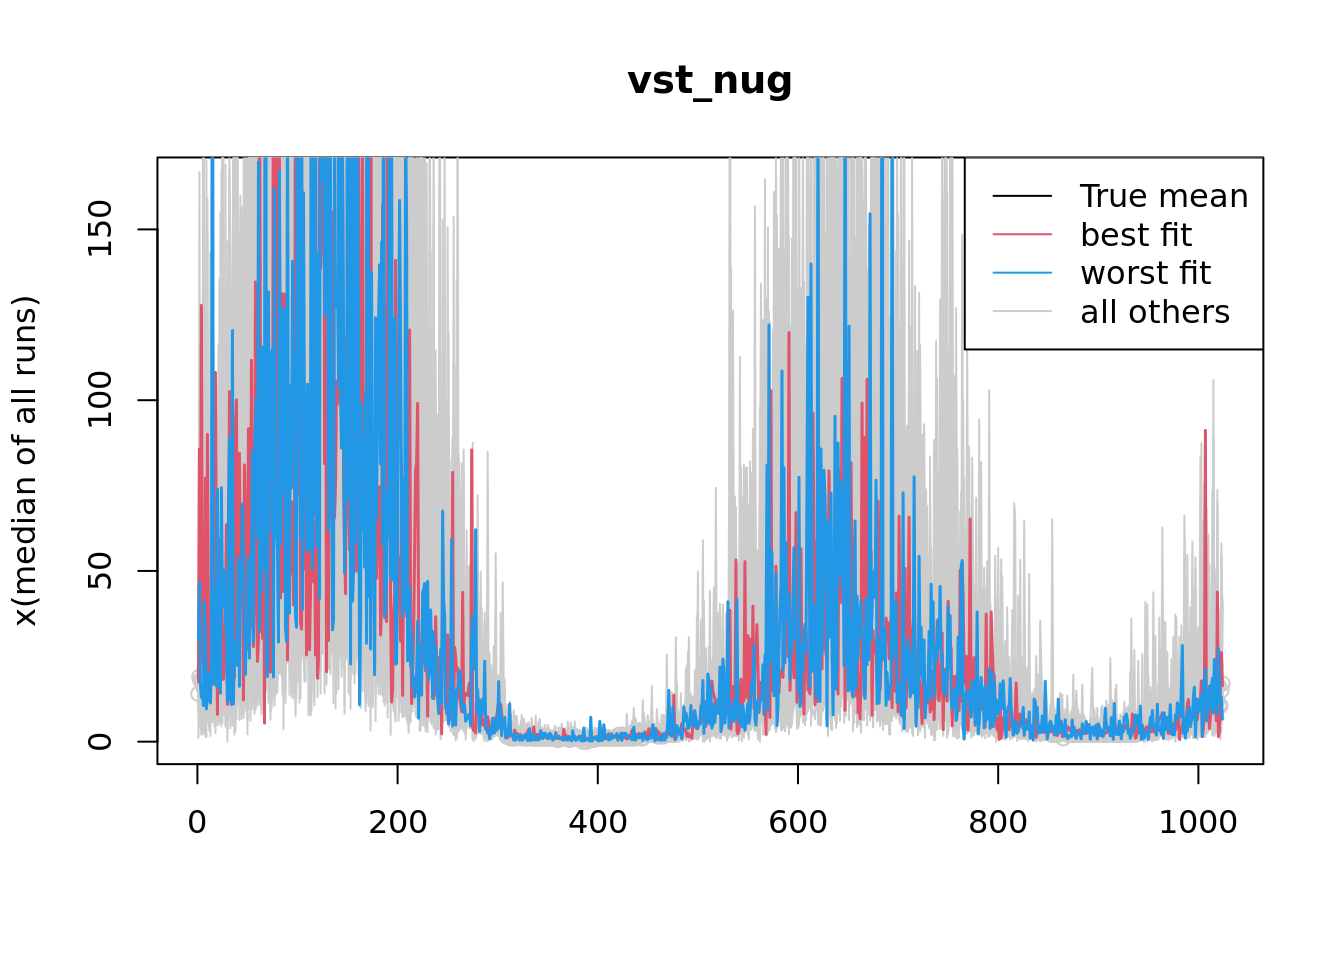 vst_nug
x(median of all runs)
150
100
50
0
True mean
best fit
worst fit
all others
0 200 400 600 800 1000